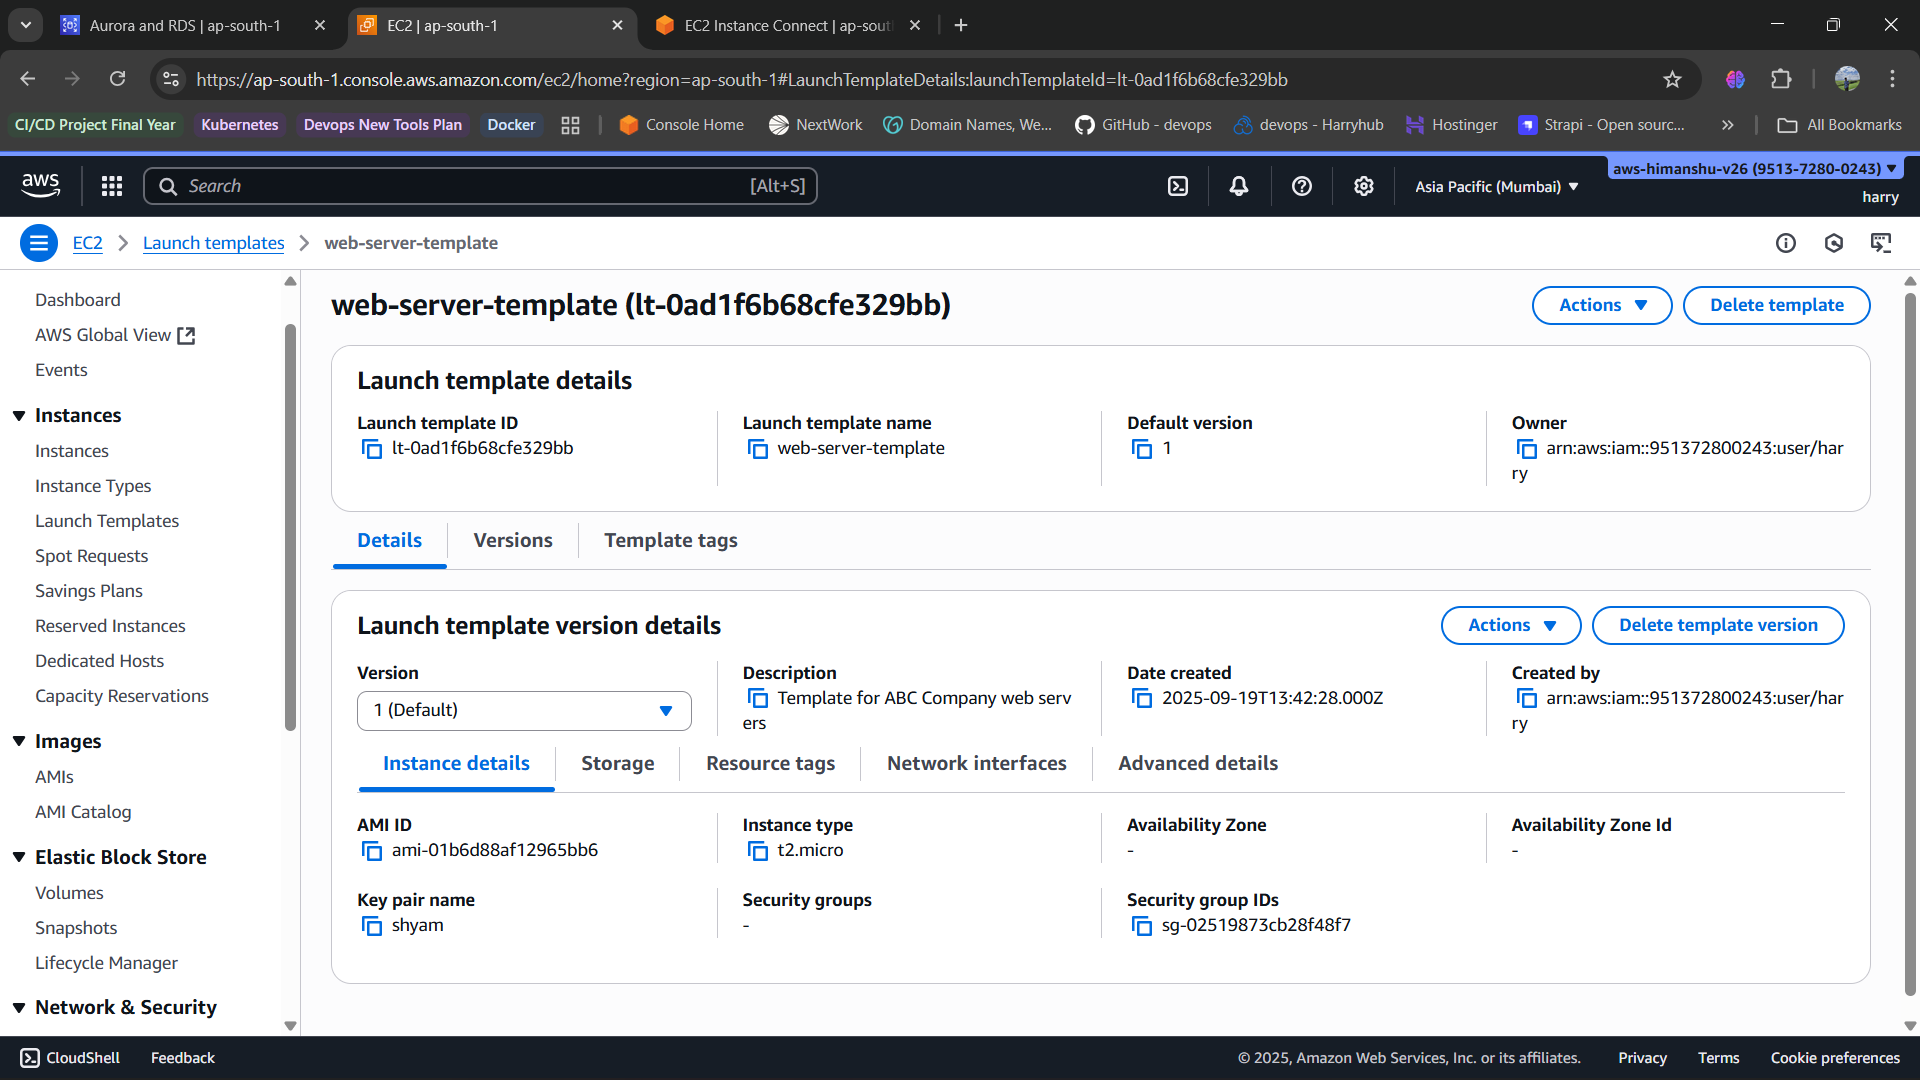 Aurora and RDS | ap-south-1
EC2 | ap-south-1
EC2 Instance Connect | ap-sout
https://ap-south-1.console.aws.amazon.com/ec2/home?region=ap-south-1#LaunchTemplateDetails:launchTemplateId=lt-0ad1f6b68cfe329bb
CI/CD Project Final Year
Kubernetes
Devops New Tools Plan
Docker
Console Home
NextWork
Domain Names, We...
GitHub - devops
devops - Harryhub
Hostinger
Strapi - Open sourc...
All Bookmarks
aws
Search
[Alt+S]
Asia Pacific (Mumbai)
aws-himanshu-v26 (9513-7280-0243)
harry
EC2
Launch templates
web-server-template
Dashboard
AWS Global View
Events
Instances
Instances
Instance Types
Launch Templates
Spot Requests
Savings Plans
Reserved Instances
Dedicated Hosts
Capacity Reservations
Images
AMIs
AMI Catalog
Elastic Block Store
Volumes
Snapshots
Lifecycle Manager
Network & Security
web-server-template (lt-0ad1f6b68cfe329bb)
Actions
Delete template
Launch template details
Launch template ID
lt-0ad1f6b68cfe329bb
Launch template name
web-server-template
Default version
1
Owner
arn:aws:iam::951372800243:user/har
ry
Details
Versions
Template tags
Launch template version details
Actions
Delete template version
Version
1 (Default)
Description
Template for ABC Company web serv
ers
Date created
2025-09-19T13:42:28.000Z
Created by
arn:aws:iam::951372800243:user/har
ry
Instance details
Storage
Resource tags
Network interfaces
Advanced details
AMI ID
ami-01b6d88af12965bb6
Instance type
t2.micro
Availability Zone
-
Availability Zone Id
-
Key pair name
shyam
Security groups
-
Security group IDs
sg-02519873cb28f48f7
CloudShell
Feedback
© 2025, Amazon Web Services, Inc. or its affiliates.
Privacy
Terms
Cookie preferences